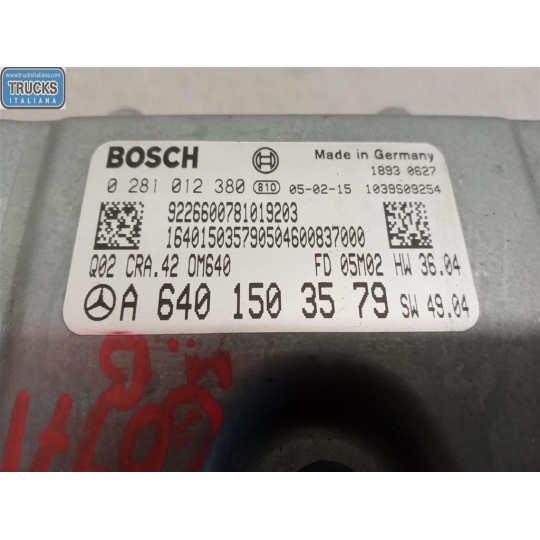 www.trucksitaliana.com
TRUCKS
ITALIANA
BOSCH
Made in Germany
1893 0627
0 281 012 380 810 05-02-15 1039S09254
9226600781019203
164015035790504600837000
Q02 CRA.42 OM640 FD 05M02 HW 36.04
A 640 150 35 79 SW 49.04